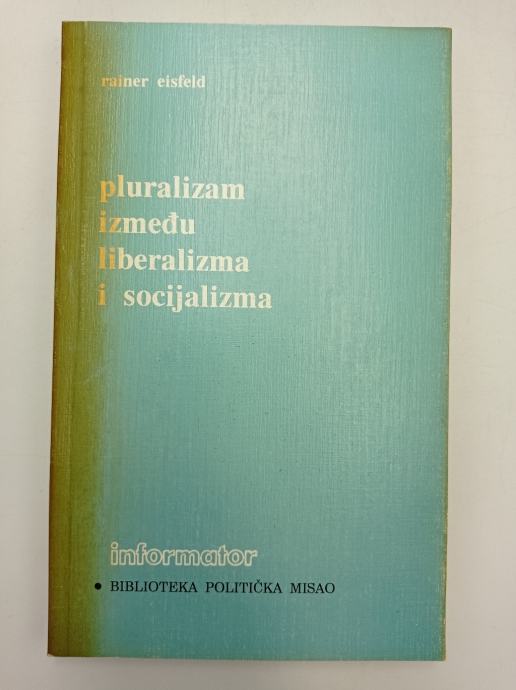 rainer eisfeld
pluralizam
između
liberalizma
i socijalizma
informator
• BIBLIOTEKA POLITIČKA MISAO